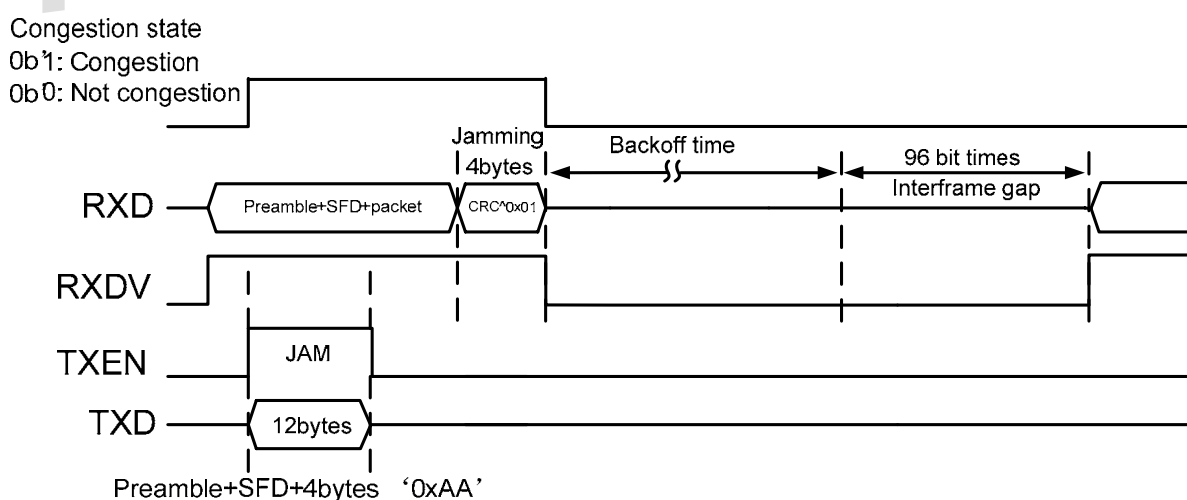 Congestion state
0b'1: Congestion
0b'0: Not congestion
Jamming
4bytes
Backoff time
96 bit times
Interframe gap
RXD
Preamble+SFD+packet
CRC^0x01
RXDV
TXEN
JAM
TXD
12bytes
Preamble+SFD+4bytes ‘0xAA’